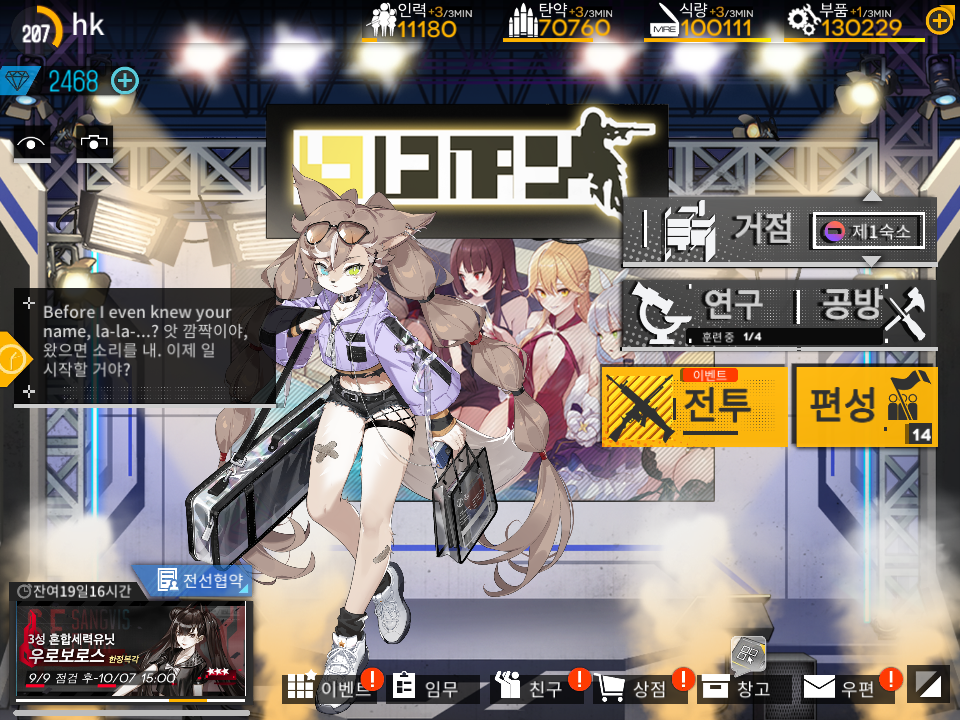 207
hk
인력+3/3MIN
11180
탄약+3/3MIN
70760
식량+3/3MIN
MRE
100111
부품+1/3MIN
130229
2468
거점
제1숙소
연구
공방
훈련 중 1/4
Before I even knew your
name, la-la-...? 앗 깜짝이야,
왔으면 소리를 내. 이제 일
시작할 거야?
이벤트
전투
편성
14
전선협약
잔여19일16시간
SANGVIS
3성 혼합세력유닛
우로보로스 한정복각
9/9 점검 후-10/07 15:00
이벤트
임무
친구
상점
창고
우편